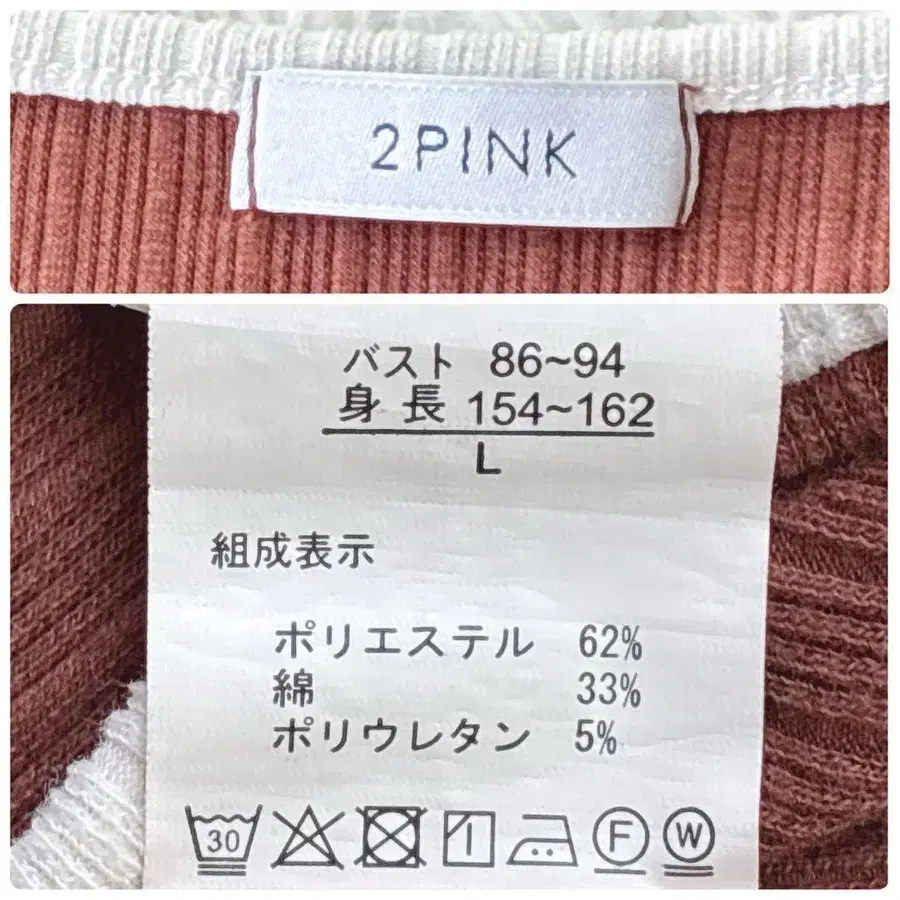 2PINK
バスト 86~94
身長 154~162
L
組成表示
ポリエステル 62%
綿 33%
ポリウレタン 5%
30 F W